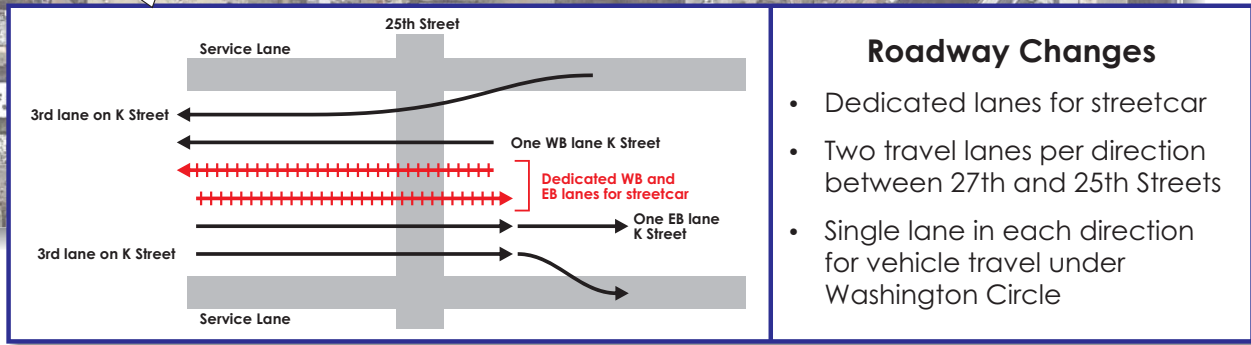 25th Street
Service Lane
3rd lane on K Street
One WB lane K Street
Dedicated WB and
EB lanes for streetcar
One EB lane
K Street
3rd lane on K Street
Service Lane
Roadway Changes
• Dedicated lanes for streetcar
• Two travel lanes per direction
between 27th and 25th Streets
• Single lane in each direction
for vehicle travel under
Washington Circle